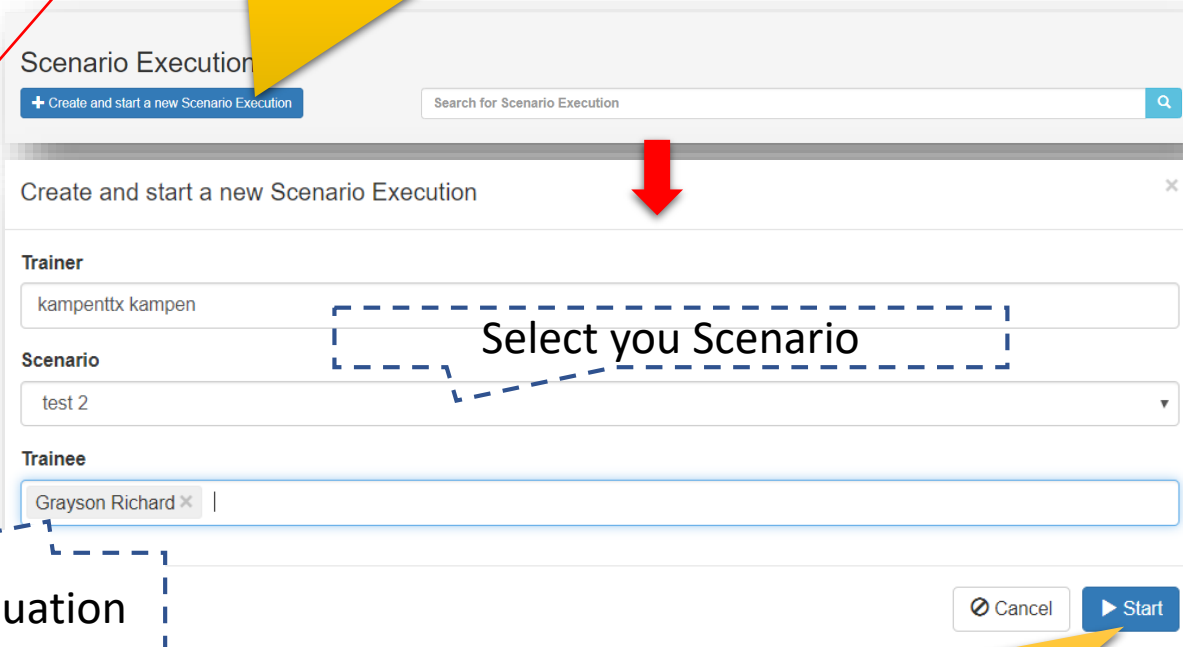 Scenario Execution
+ Create and start a new Scenario Execution
Search for Scenario Execution
Create and start a new Scenario Execution
×
Trainer
kampenttx kampen
Select you Scenario
Scenario
test 2
Trainee
Grayson Richard ×
uation
Cancel
Start